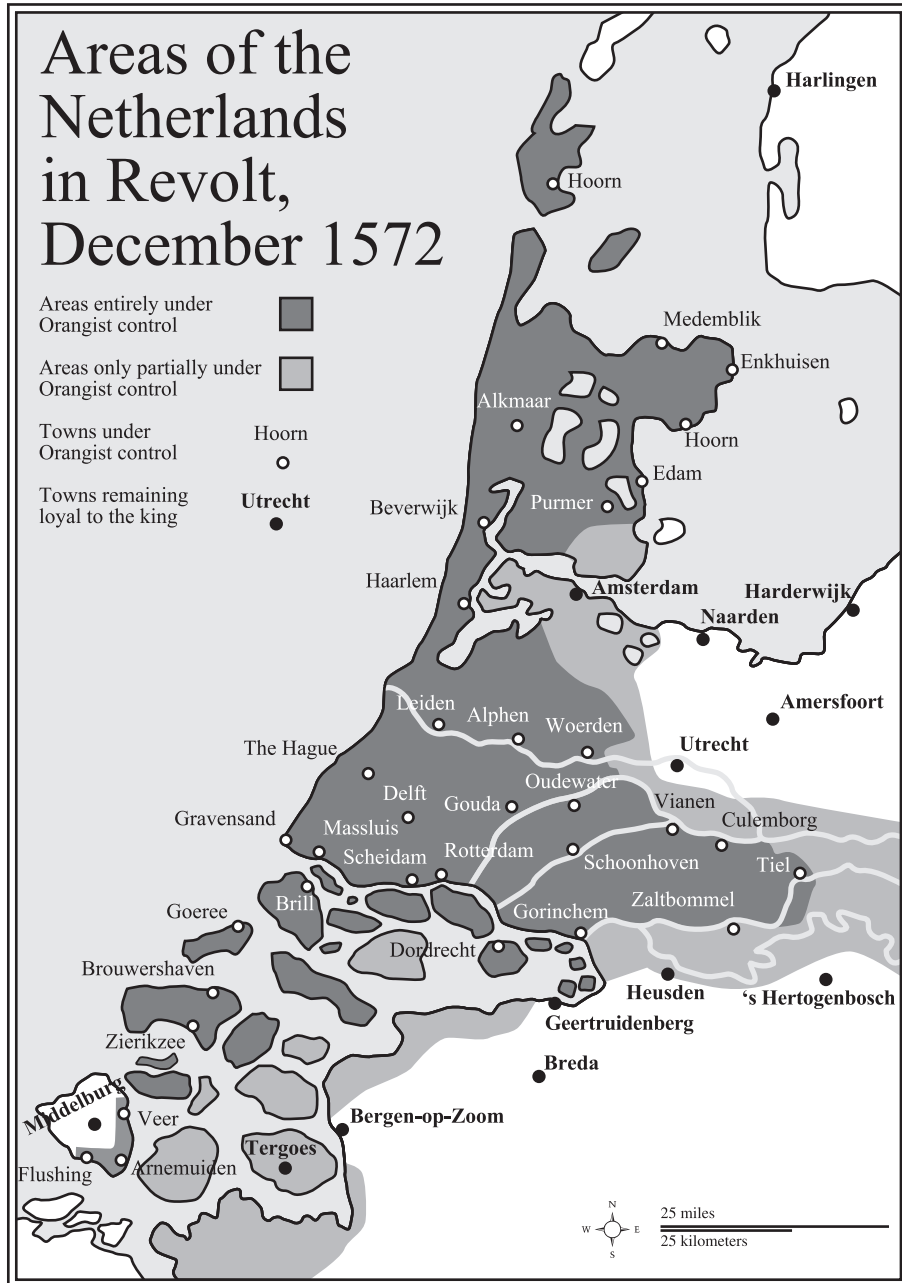 Areas of the
Netherlands
in Revolt,
December 1572
Areas entirely under
Orangist control
Areas only partially under
Orangist control
Towns under
Orangist control
Hoorn
Towns remaining
loyal to the king
Utrecht
Harlingen
Hoorn
Medemblik
Enkhuisen
Alkmaar
Hoorn
Edam
Purmer
Beverwijk
Haarlem
Amsterdam
Harderwijk
Naarden
Amersfoort
Leiden
Alphen
Woerden
Utrecht
The Hague
Oudewater
Delft
Gouda
Vianen
Culemborg
Gravensand
Massluis
Scheidam
Rotterdam
Schoonhoven
Tiel
Brill
Zaltbommel
Goeree
Gorinchem
Dordrecht
Brouwershaven
Heusden
‘s Hertogenbosch
Geertruidenberg
Zierikzee
Breda
Middelburg
Veer
Bergen-op-Zoom
Tergoes
Flushing
Arnemuiden
N
W
E
S
25 miles
25 kilometers